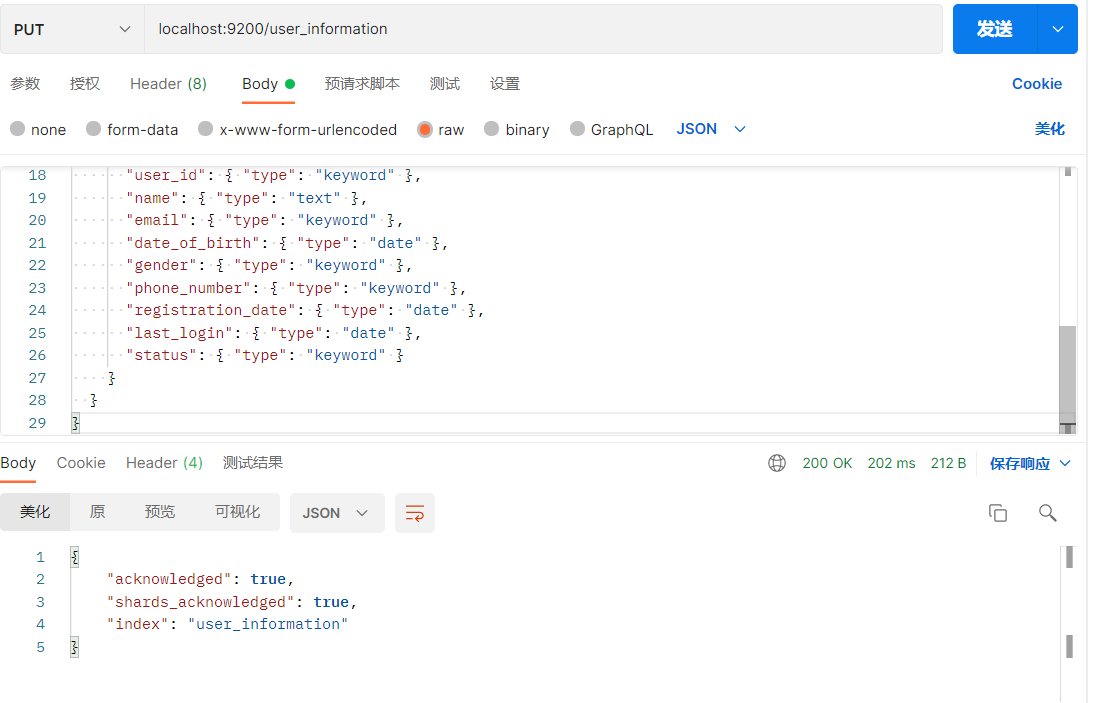 PUT localhost:9200/user_information 发送
参数 授权 Header (8) Body 预请求脚本 测试 设置 Cookie
none form-data x-www-form-urlencoded raw binary GraphQL JSON 美化
18 "user_id": { "type": "keyword" },
19 "name": { "type": "text" },
20 "email": { "type": "keyword" },
21 "date_of_birth": { "type": "date" },
22 "gender": { "type": "keyword" },
23 "phone_number": { "type": "keyword" },
24 "registration_date": { "type": "date" },
25 "last_login": { "type": "date" },
26 "status": { "type": "keyword" }
27 }
28 }
29 }
Body Cookie Header (4) 测试结果 200 OK 202 ms 212 B 保存响应
美化 原 预览 可视化 JSON
1 {
2 "acknowledged": true,
3 "shards_acknowledged": true,
4 "index": "user_information"
5 }